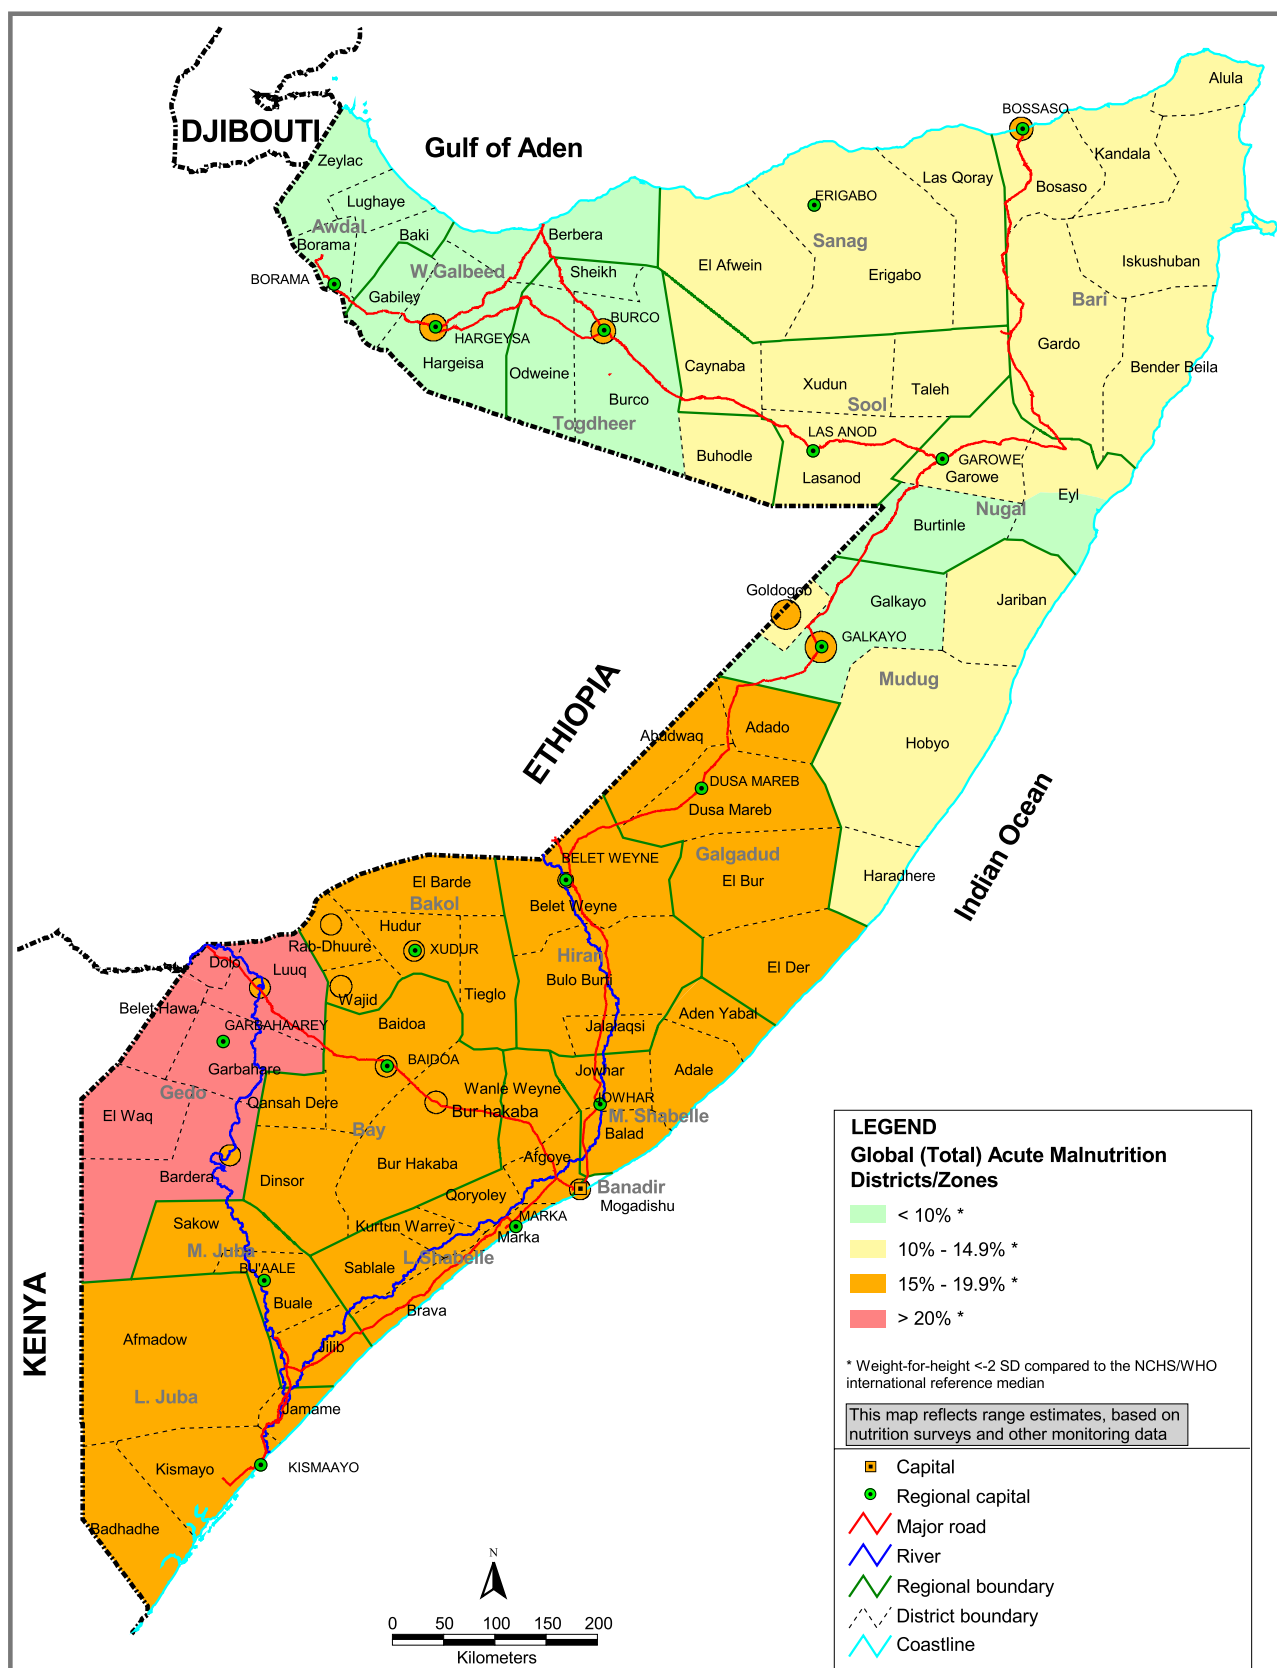 DJIBOUTI
Gulf of Aden
Alula
BOSSASO
Zeylac
Kandala
Las Qoray
Bosaso
Lughaye
ERIGABO
Awdal
Baki
Berbera
Sanag
Borama
W.Galbeed
Sheikh
El Afwein
Erigabo
Iskushuban
BORAMA
Gabiley
Bari
BURCO
HARGEYSA
Gardo
Hargeisa
Odweine
Caynaba
Bender Beila
Burco
Xudun
Taleh
Sool
Togdheer
LAS ANOD
Buhodle
GAROWE
Lasanod
Garowe
Eyl
Nugal
Burtinle
Goldogob
Galkayo
Jariban
GALKAYO
Mudug
ETHIOPIA
Abudwaq
Adado
Hobyo
DUSA MAREB
Dusa Mareb
Indian Ocean
BELET WEYNE
Galgadud
El Barde
El Bur
Haradhere
Bakol
Belet Weyne
Hudur
Rab-Dhuure
XUDUR
Hiran
Dolo
Luuq
El Der
Bulo Burti
Wajid
Tieglo
Belet Hawa
Aden Yabal
GARBAHAAREY
Baidoa
Jalalaqsi
BAIDOA
Garbahare
Jowhar
Adale
Gedo
Qansah Dere
Wanle Weyne
JOWHAR
El Waq
Bur hakaba
M. Shabelle
Bay
Balad
Bur Hakaba
Afgoye
Bardera
Dinsor
Banadir
Qoryoley
Mogadishu
Sakow
Kurtun Warrey
MARKA
Marka
M. Juba
L.Shabelle
BU'AALE
Sablale
Buale
Brava
KENYA
Afmadow
Jilib
L. Juba
Jamame
Kismayo
KISMAAYO
Badhadhe
N
0 50 100 150 200
Kilometers
LEGEND
Global (Total) Acute Malnutrition
Districts/Zones
< 10% *
10% - 14.9% *
15% - 19.9% *
> 20% *
* Weight-for-height <-2 SD compared to the NCHS/WHO
international reference median
This map reflects range estimates, based on
nutrition surveys and other monitoring data
Capital
Regional capital
Major road
River
Regional boundary
District boundary
Coastline